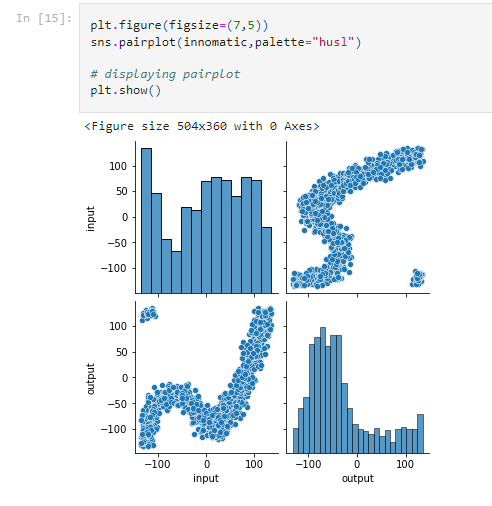 In [15]:
plt.figure(figsize=(7,5))
sns.pairplot(innomatic,palette="husl")
# displaying pairplot
plt.show()
<Figure size 504x360 with 0 Axes>
100
50
0
−50
−100
input
100
50
0
−50
−100
output
−100 0 100
input
−100 0 100
output